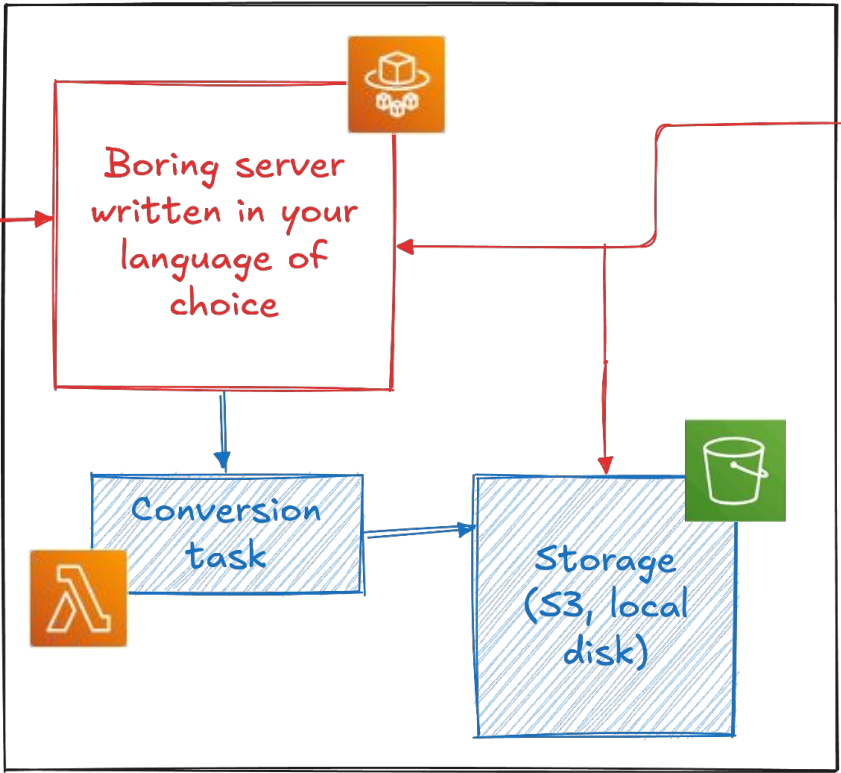 Boring server
written in your
language of
choice
Conversion
task
Storage
(S3, local
disk)